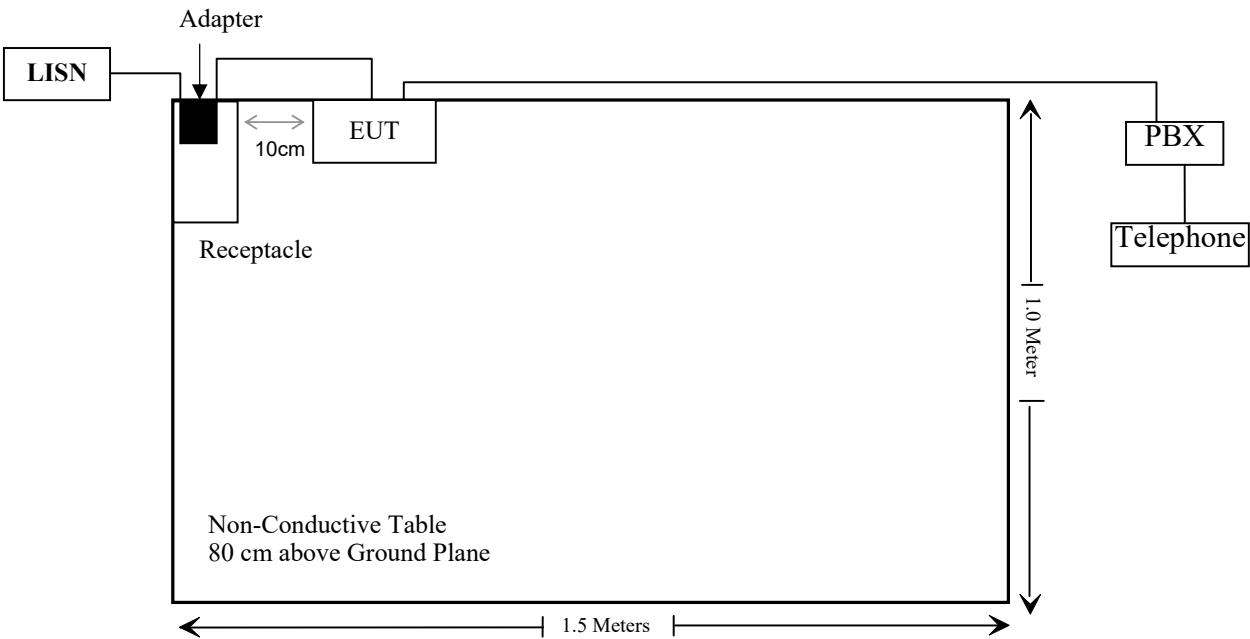 Adapter
LISN
EUT
10cm
PBX
Telephone
Receptacle
1.0 Meter
Non-Conductive Table
80 cm above Ground Plane
1.5 Meters